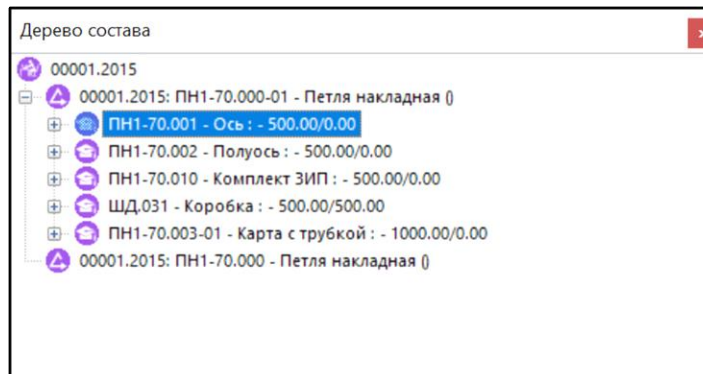 Дерево состава
00001.2015
00001.2015: ПН1-70.000-01 - Петля накладная ()
ПН1-70.001 - Ось : - 500.00/0.00
ПН1-70.002 - Полуось : - 500.00/0.00
ПН1-70.010 - Комплект ЗИП : - 500.00/0.00
ШД.031 - Коробка : - 500.00/500.00
ПН1-70.003-01 - Карта с трубкой : - 1000.00/0.00
00001.2015: ПН1-70.000 - Петля накладная ()